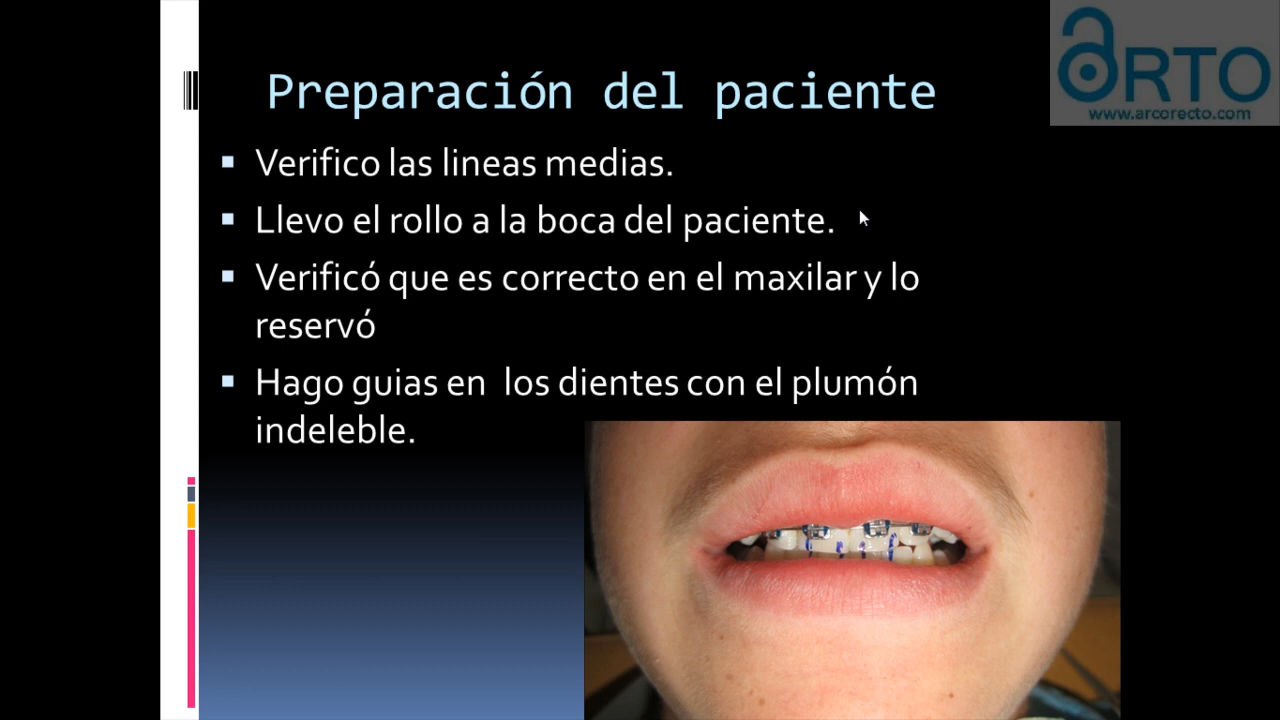 Preparación del paciente
Verifico las lineas medias.
Llevo el rollo a la boca del paciente.
Verificó que es correcto en el maxilar y lo
reservó
Hago guias en los dientes con el plumón
indeleble.
ARTO
www.arcorecto.com